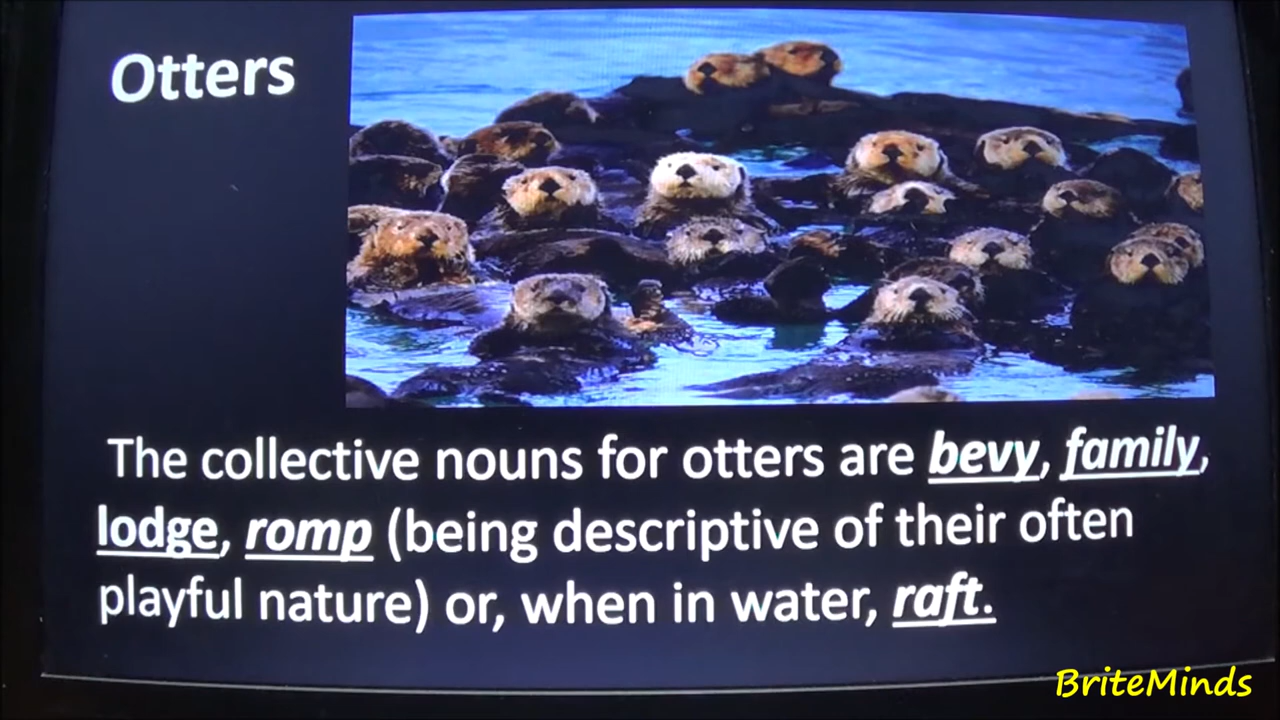 Otters
The collective nouns for otters are bevy, family,
lodge, romp (being descriptive of their often
playful nature) or, when in water, raft.
BriteMinds